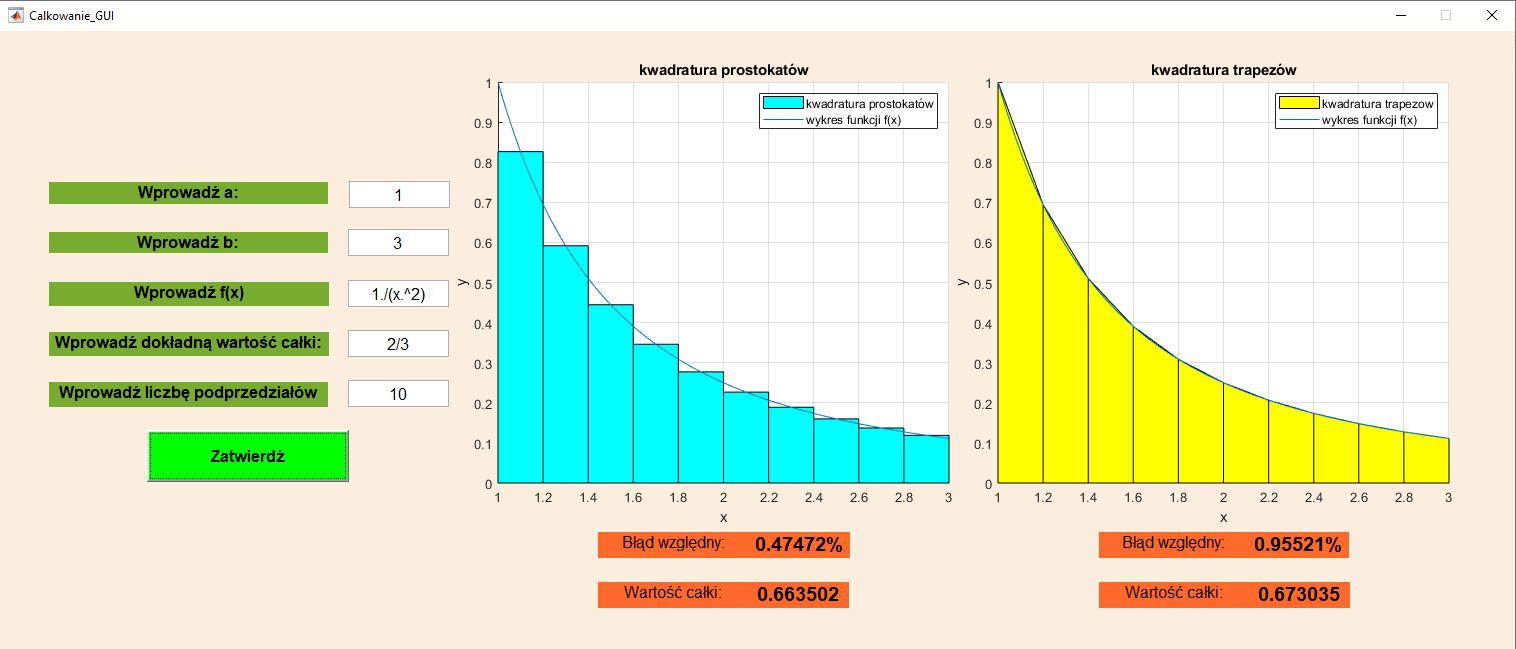 Calkowanie_GUI
Wprowadź a:
1
Wprowadź b:
3
Wprowadź f(x)
1./(x.^2)
Wprowadź dokładną wartość całki:
2/3
Wprowadź liczbę podprzedziałów
10
Zatwierdź
kwadratura prostokatów
kwadratura prostokatów
wykres funkcji f(x)
1
0.9
0.8
0.7
0.6
0.5
0.4
0.3
0.2
0.1
0
y
1 1.2 1.4 1.6 1.8 2 2.2 2.4 2.6 2.8 3
x
Błąd względny: 0.47472%
Wartość całki: 0.663502
kwadratura trapezów
kwadratura trapezow
wykres funkcji f(x)
1
0.9
0.8
0.7
0.6
0.5
0.4
0.3
0.2
0.1
0
y
1 1.2 1.4 1.6 1.8 2 2.2 2.4 2.6 2.8 3
x
Błąd względny: 0.95521%
Wartość całki: 0.673035